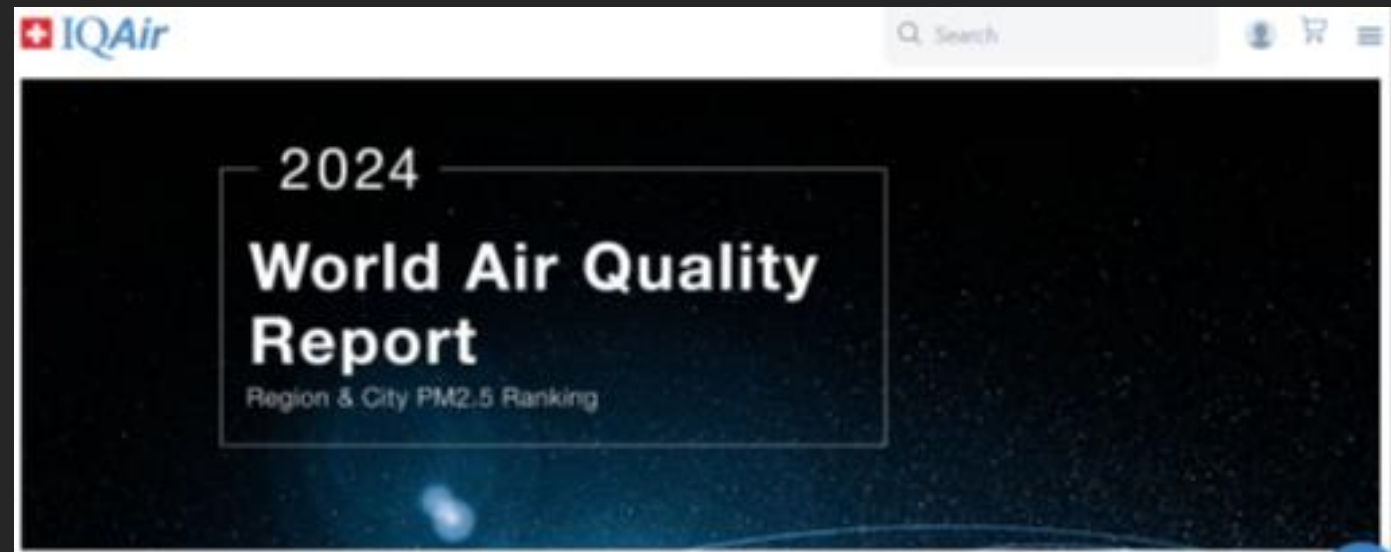 IQAir
Search
2024
World Air Quality
Report
Region & City PM2.5 Ranking